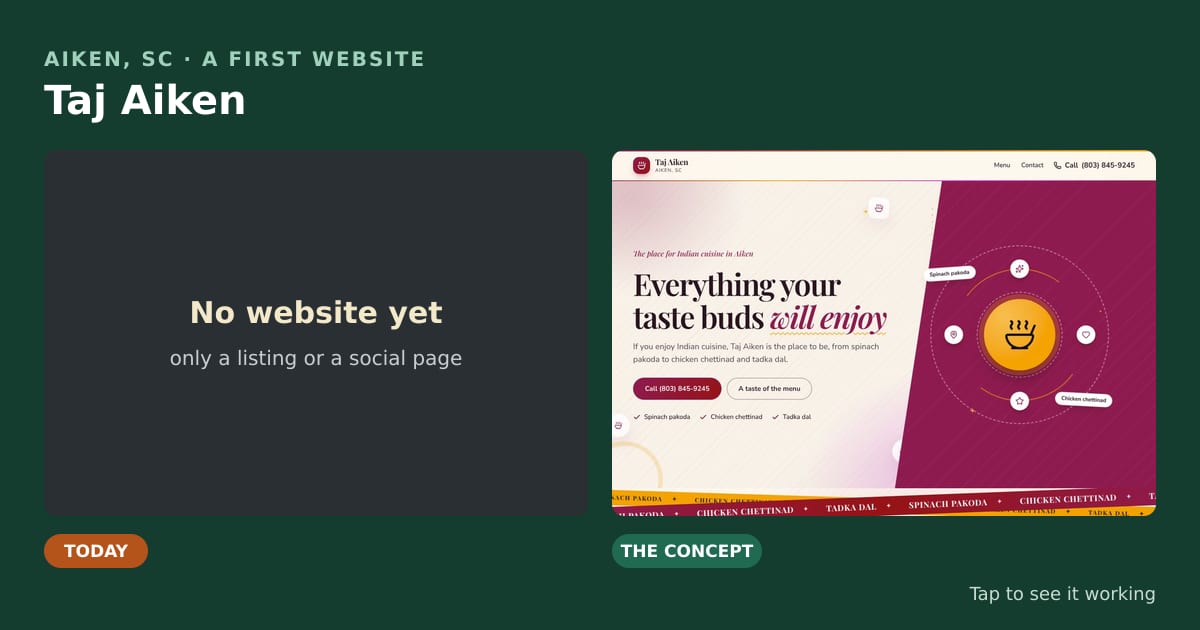 AIKEN, SC · A FIRST WEBSITE
Taj Aiken
No website yet
only a listing or a social page
TODAY
Taj Aiken
AIKEN, SC
Menu
Contact
Call (803) 845-9245
The place for Indian cuisine in Aiken
Everything your
taste buds will enjoy
If you enjoy Indian cuisine, Taj Aiken is the place to be, from spinach
pakoda to chicken chettinad and tadka dal.
Call (803) 845-9245
A taste of the menu
Spinach pakoda
Chicken chettinad
Tadka dal
Spinach pakoda
Chicken chettinad
PAKODA ✦ CHICKEN CHETTINAD ✦ TADKA DAL ✦ SPINACH PAKODA ✦ CHICKEN CHETTINAD ✦
THE CONCEPT
Tap to see it working